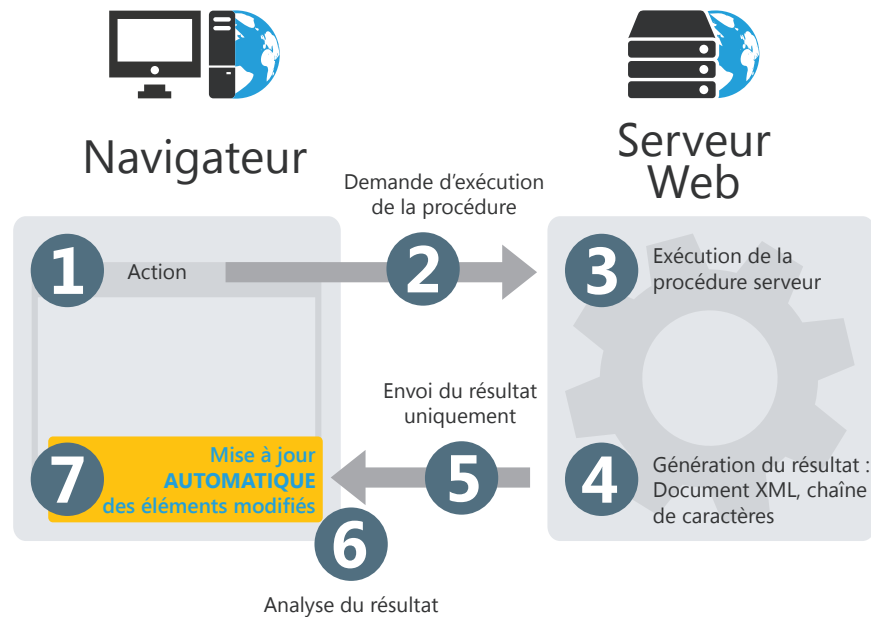 Navigateur
Serveur
Web
Demande d'exécution
de la procédure
1
Action
2
3
Exécution de la
procédure serveur
Envoi du résultat
uniquement
7
Mise à jour
AUTOMATIQUE
des éléments modifiés
5
4
Génération du résultat :
Document XML, chaîne
de caractères
6
Analyse du résultat